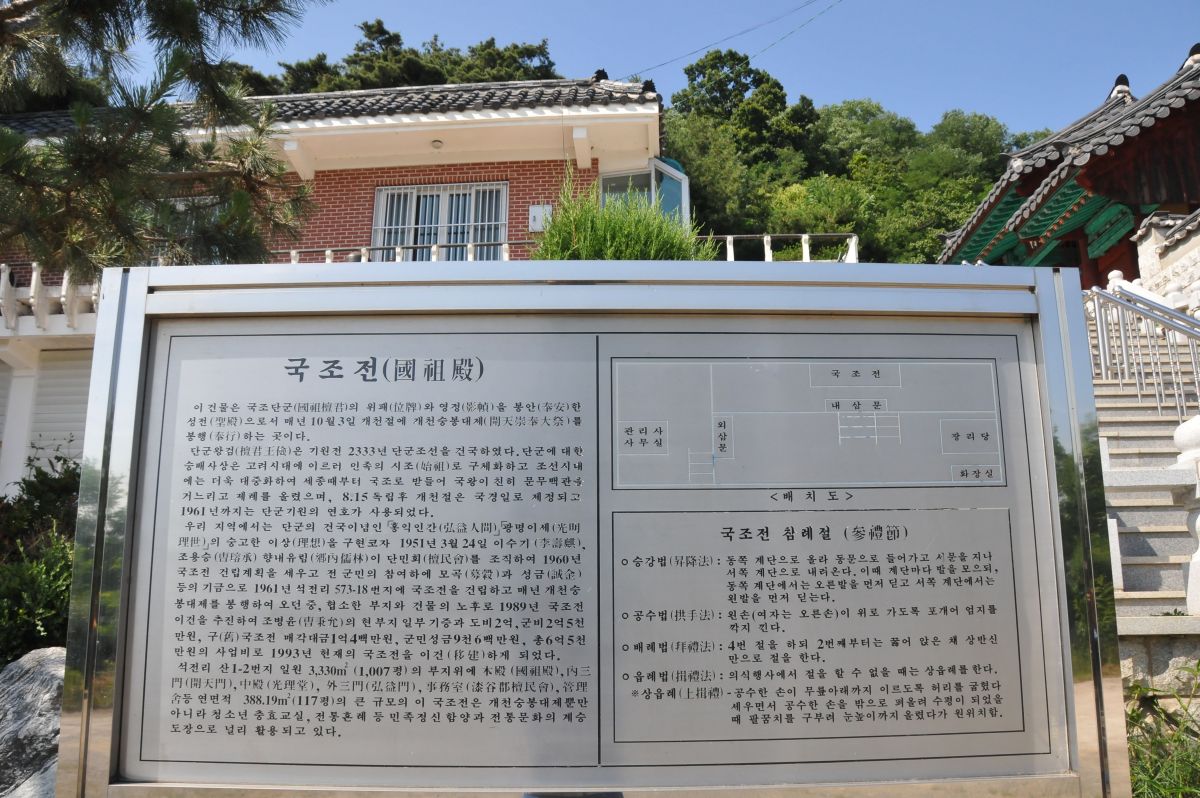 국조전(國祖殿)
이 건물은 국조단군(國祖檀君)의 위패(位牌)와 영정(影幀)을 봉안(奉安)한
성전(聖殿)으로서 매년 10월 3일 개천절에 개천숭봉대제(開天崇奉大祭)를
봉행(奉行)하는 곳이다.
단군왕검(檀君王儉)은 기원전 2333년 단군조선을 건국하였다. 단군에 대한
숭배사상은 고려시대에 이르러 민족의 시조(始祖)로 구체화하고 조선시대
에는 더욱 대중화하여 세종때부터 국조로 받들어 국왕이 친히 문무백관을
거느리고 제례를 올렸으며, 8.15 독립후 개천절은 국경일로 제정되고
1961년까지는 단군기원의 연호가 사용되었다.
우리 지역에서는 단군의 건국이념인「홍익인간(弘益人間)」「광명이세(光明
理世)」의 숭고한 이상(理想)을 구현코자 1951년 3월 24일 이수기(李壽麒),
조용승(曺瑢承) 향내유림(鄕內儒林)이 단민회(檀民會)를 조직하여 1960년
국조전 건립계획을 세우고 전 군민의 참여하에 모곡(募穀)과 성금(誠金)
등의 기금으로 1961년 석전리 573-18번지에 국조전을 건립하고 매년 개천숭
봉대제를 봉행하여 오던 중, 협소한 부지와 건물의 노후로 1989년 국조전
이건을 추진하여 조병윤(曺秉允)의 현부지 일부기증과 도비2억, 군비2억5천
만원, 구(舊)국조전 매각대금1억4백만원, 군민성금9천6백만원, 총6억5천
만원의 사업비로 1993년 현재의 국조전을 이건(移建)하게 되었다.
석전리 산1-2번지 일원 3,330㎡(1,007평)의 부지위에 木殿(國祖殿), 內三
門(開天門), 中殿(光理堂), 外三門(弘益門), 事務室(漆谷郡檀民會), 管理
舍등 연면적 388.19㎡(117평)의 큰 규모의 이 국조전은 개천숭봉대제뿐만
아니라 청소년 충효교실, 전통혼례 등 민족정신 함양과 전통문화의 계승
도장으로 널리 활용되고 있다.
국조전
내삼문
관리사
사무실
외삼문
광리당
화장실
<배치도>
국조전 참례절 (參禮節)
○ 승강법(昇降法) : 동쪽 계단으로 올라 동문으로 들어가고 서문을 지나
서쪽 계단으로 내려온다. 이때 계단마다 발을 모으되,
동쪽 계단에서는 오른발을 먼저 딛고 서쪽 계단에서는
왼발을 먼저 딛는다.
○ 공수법(拱手法) : 왼손(여자는 오른손)이 위로 가도록 포개어 엄지를
깍지 낀다.
○ 배례법(拜禮法) : 4번 절을 하되 2번째부터는 꿇어 앉은 채 상반신
만으로 절을 한다.
○ 읍례법(揖禮法) : 의식행사에서 절을 할 수 없을 때는 상읍례를 한다.
※상읍례(上揖禮) - 공수한 손이 무릎아래까지 이르도록 허리를 굽혔다
세우면서 공수한 손을 밖으로 퍼올려 수평이 되었을
때 팔꿈치를 구부려 눈높이까지 올렸다가 원위치함.